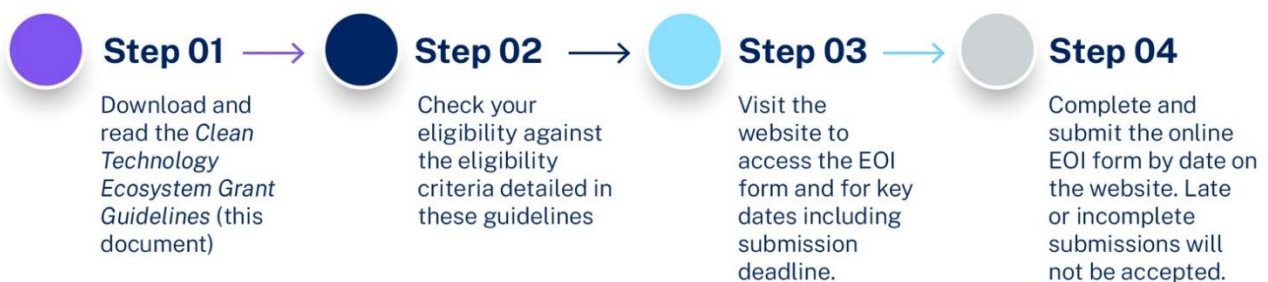 Step 01
Download and
read the Clean
Technology
Ecosystem Grant
Guidelines (this
document)
Step 02
Check your
eligibility against
the eligibility
criteria detailed in
these guidelines
Step 03
Visit the
website to
access the EOI
form and for key
dates including
submission
deadline.
Step 04
Complete and
submit the online
EOI form by date on
the website. Late
or incomplete
submissions will
not be accepted.